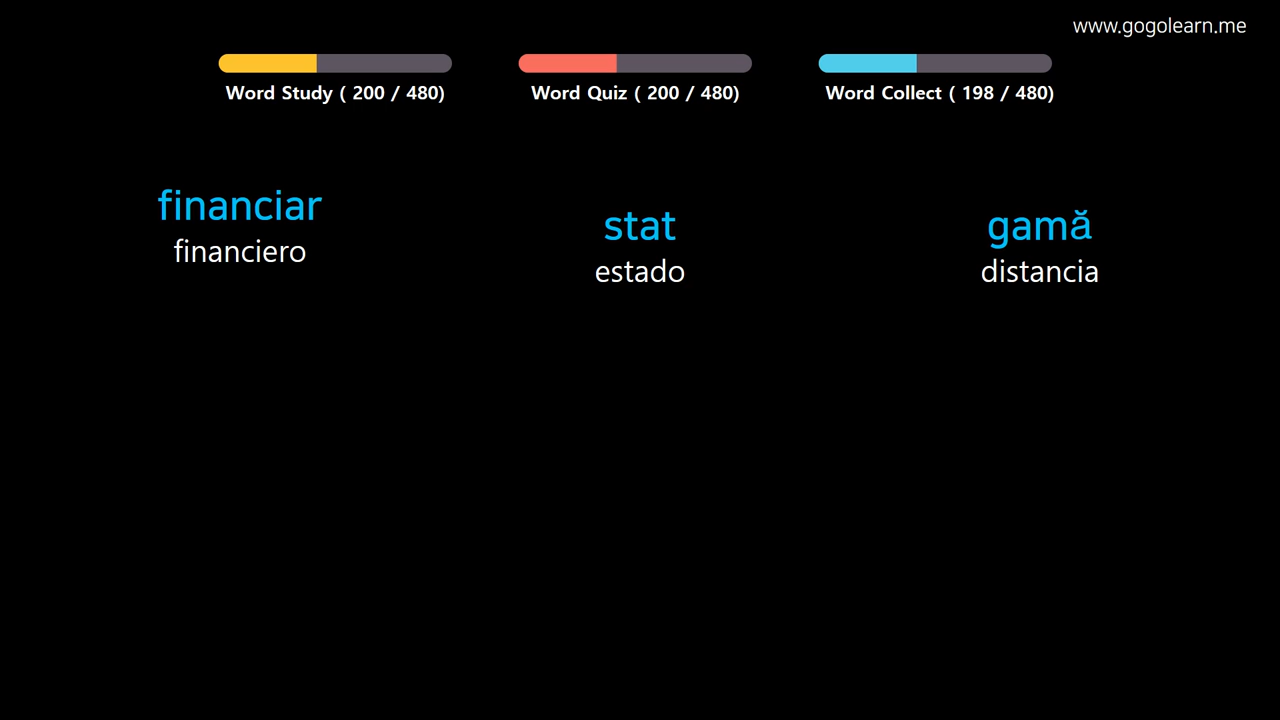 www.gogolearn.me
Word Study ( 200 / 480)
Word Quiz ( 200 / 480)
Word Collect ( 198 / 480)
financiar
financiero
stat
estado
gamă
distancia